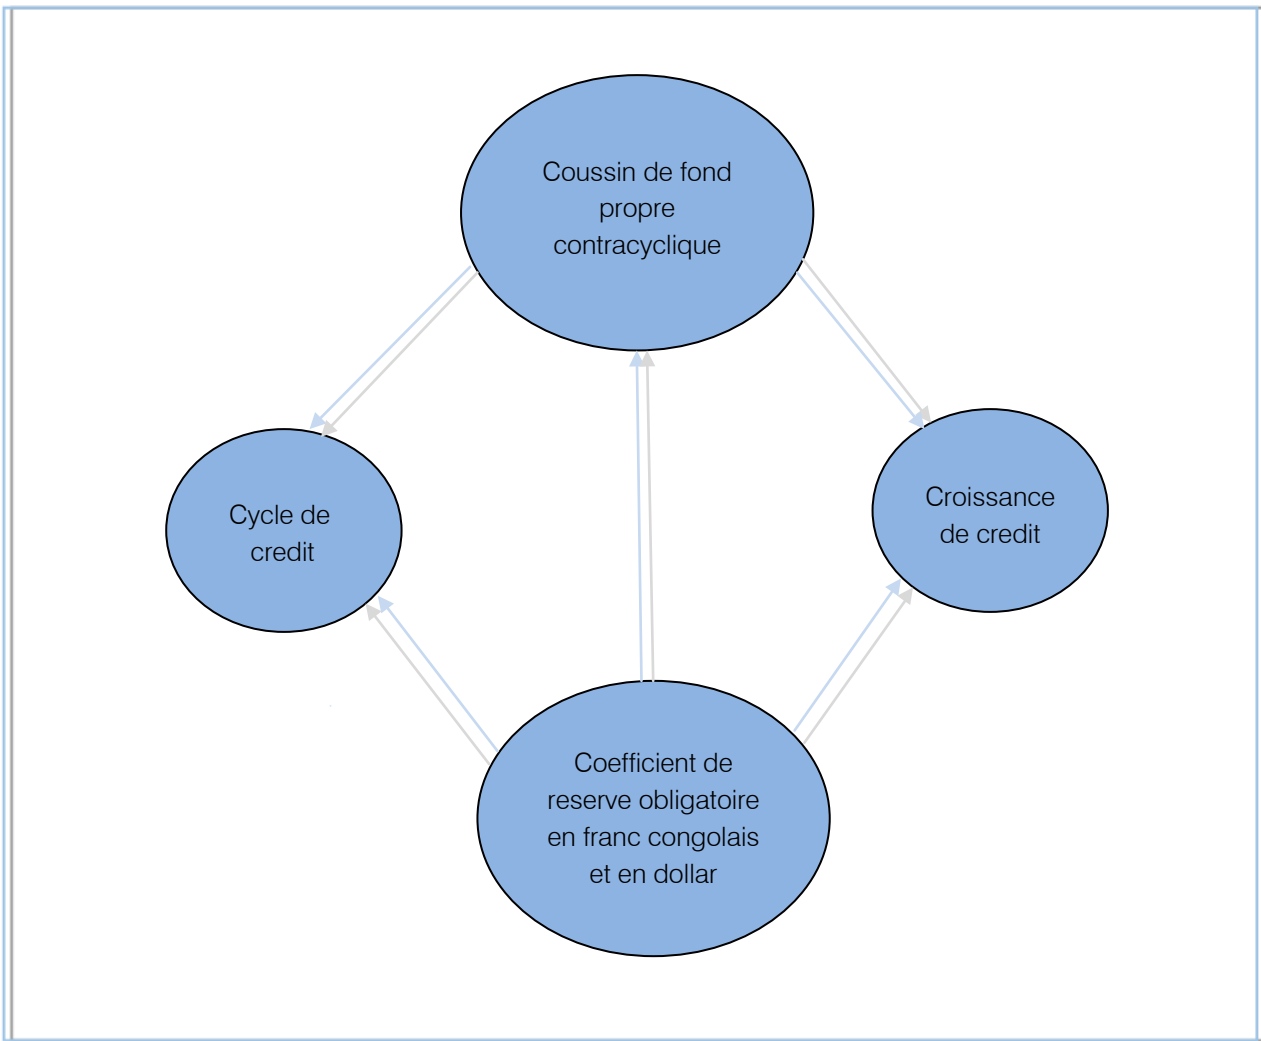 Coussin de fond
propre
contracyclique
Cycle de
credit
Croissance
de credit
Coefficient de
reserve obligatoire
en franc congolais
et en dollar